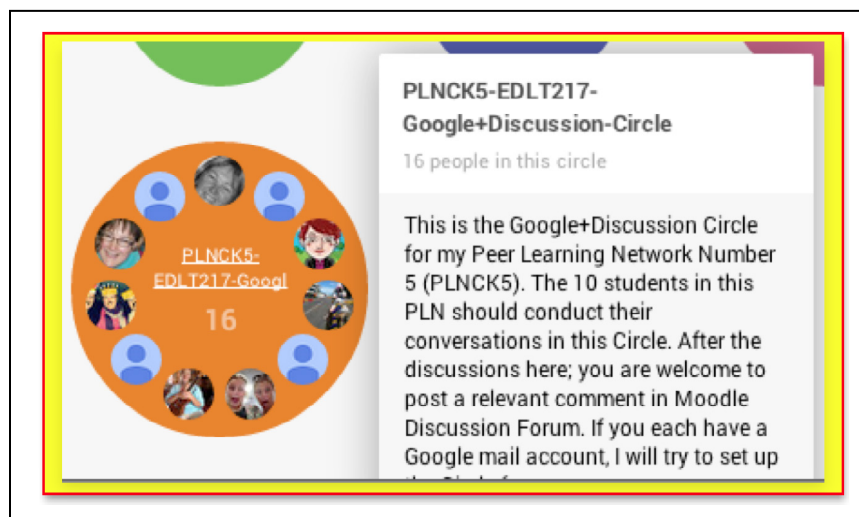 PLNCK5-EDLT217-
Google+Discussion-Circle
16 people in this circle
PLNCK5-
EDLT217-Googl
16
This is the Google+Discussion Circle
for my Peer Learning Network Number
5 (PLNCK5). The 10 students in this
PLN should conduct their
conversations in this Circle. After the
discussions here; you are welcome to
post a relevant comment in Moodle
Discussion Forum. If you each have a
Google mail account, I will try to set up